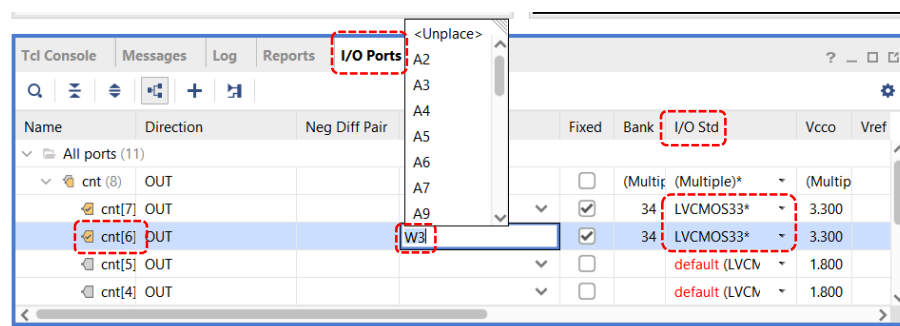 <Unplace>
Tcl Console Messages Log Reports I/O Ports ?
A2
A3
Name Direction Neg Diff Pair Fixed Bank I/O Std Vcco Vref
A4
A5
All ports (11)
A6
cnt (8) OUT (Multip (Multiple)* (Multip
A7
cnt[7] OUT 34 LVCMOS33* 3.300
A9
cnt[6] OUT W3 34 LVCMOS33* 3.300
cnt[5] OUT default (LVCM 1.800
cnt[4] OUT default (LVCM 1.800